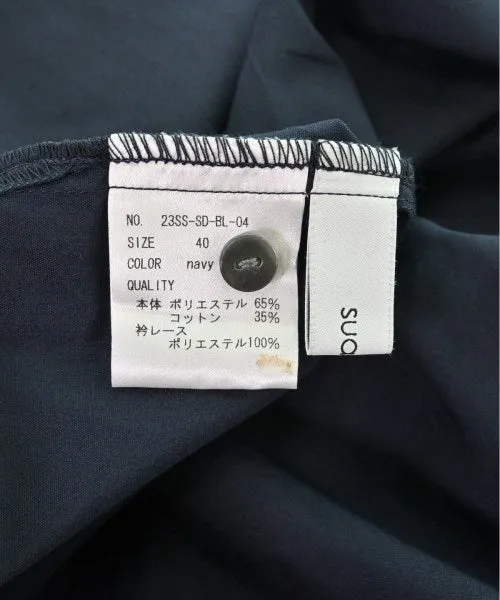 NO. 23SS-SD-BL-04
SIZE 40
COLOR navy
QUALITY
本体 ポリエステル 65%
コットン 35%
衿レース
ポリエステル100%
sua